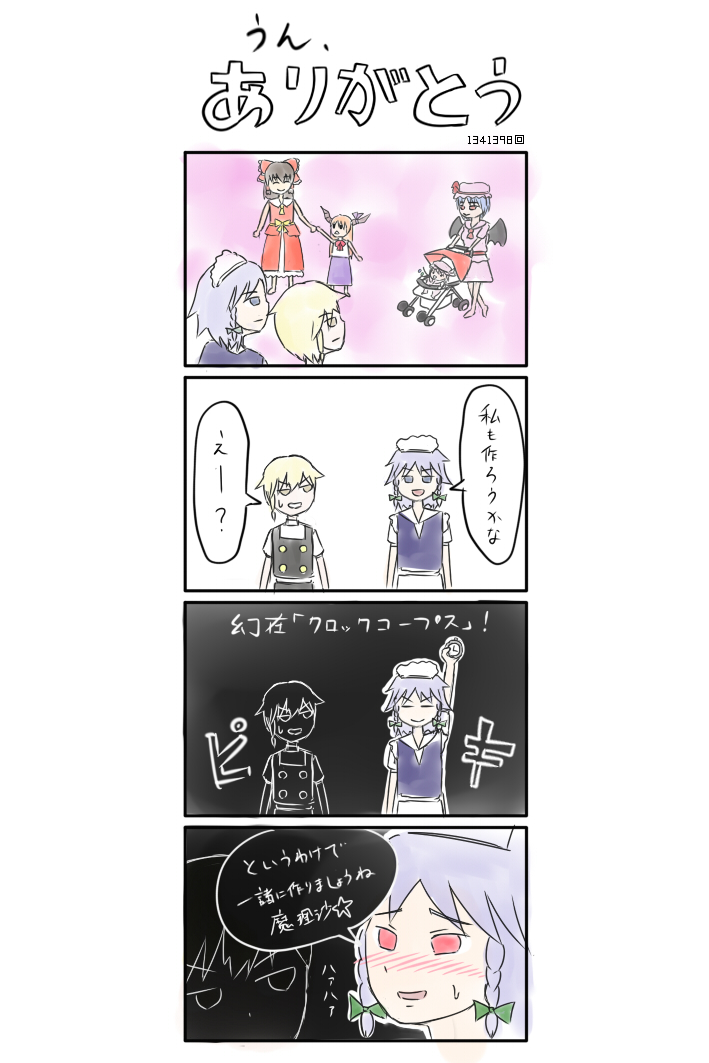 うん、
ありがとう
1341398回
私も作ろうかな
えー？
幻在「クロックコープス」！
ピ
キ
というわけで
一諸に作りましょうね
魔理沙☆
ハァハァ